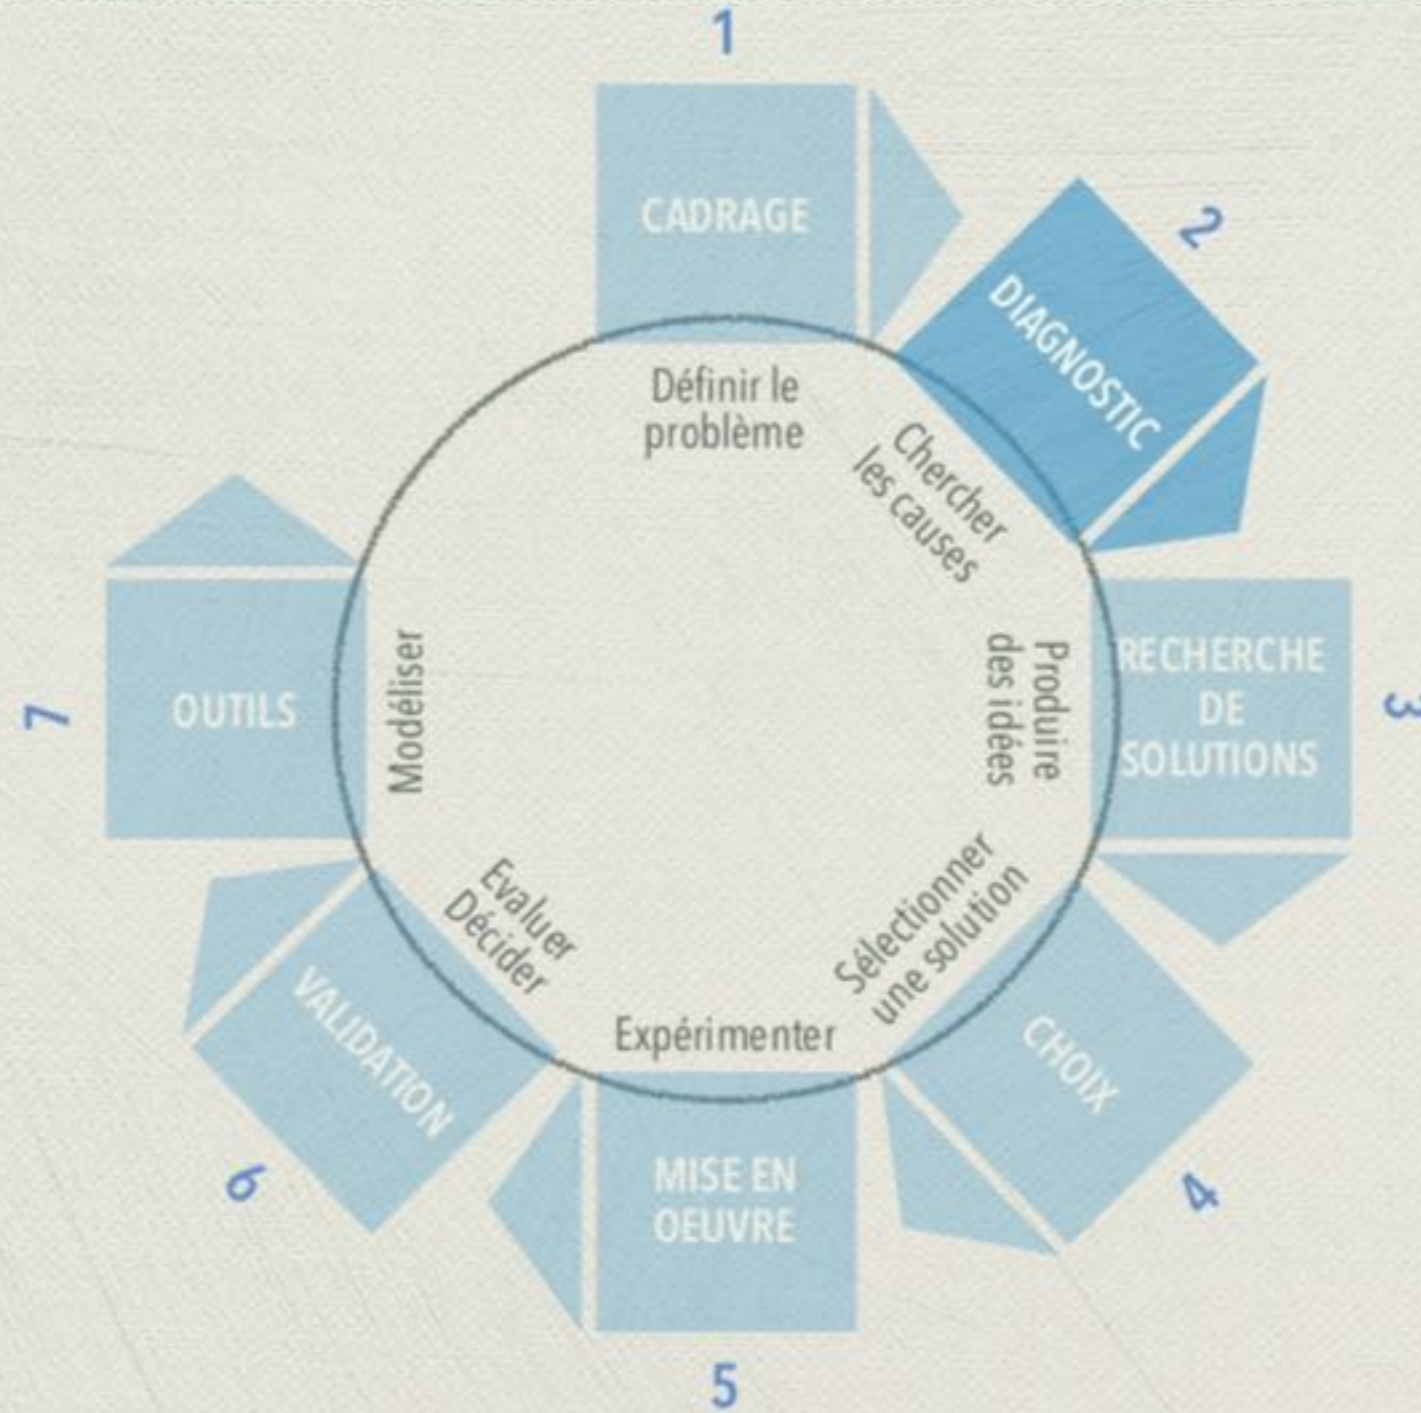 1
CADRAGE
Définir le
problème
2
DIAGNOSTIC
Chercher
les causes
3
RECHERCHE
DE
SOLUTIONS
Produire
des idées
4
CHOIX
Sélectionner
une solution
5
MISE EN
OEUVRE
Expérimenter
6
VALIDATION
Evaluer
Décider
7
OUTILS
Modéliser